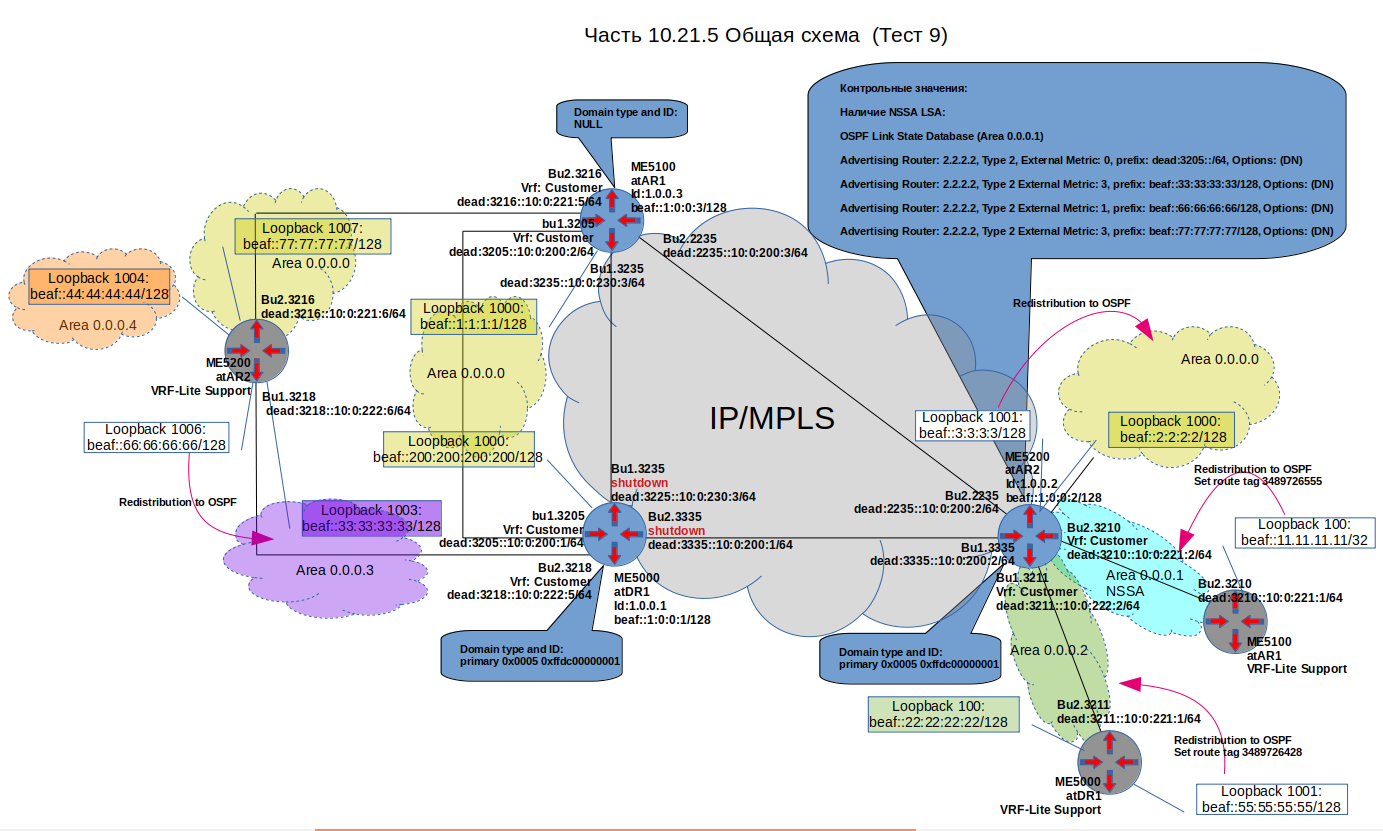 Часть 10.21.5 Общая схема (Тест 9)
Контрольные значения:
Наличие NSSA LSA:
OSPF Link State Database (Area 0.0.0.1)
Advertising Router: 2.2.2.2, Type 2, External Metric: 0, prefix: dead:3205::/64, Options: (DN)
Advertising Router: 2.2.2.2, Type 2 External Metric: 3, prefix: beaf::33:33:33:33/128, Options: (DN)
Advertising Router: 2.2.2.2, Type 2 External Metric: 1, prefix: beaf::66:66:66:66/128, Options: (DN)
Advertising Router: 2.2.2.2, Type 2 External Metric: 3, prefix: beaf::77:77:77:77/128, Options: (DN)
Domain type and ID:
NULL
ME5100
atAR1
Id:1.0.0.3
beaf::1:0:0:3/128
Bu2.3216
Vrf: Customer
dead:3216::10:0:221:5/64
bu1.3205
Vrf: Customer
dead:3205::10:0:200:2/64
Bu1.3235
dead:3235::10:0:230:3/64
Bu2.2235
dead:2235::10:0:200:3/64
Loopback 1007:
beaf::77:77:77:77/128
Area 0.0.0.0
Loopback 1004:
beaf::44:44:44:44/128
Area 0.0.0.4
Bu2.3216
dead:3216::10:0:221:6/64
ME5200
atAR2
VRF-Lite Support
Bu1.3218
dead:3218::10:0:222:6/64
Loopback 1006:
beaf::66:66:66:66/128
Redistribution to OSPF
Loopback 1003:
beaf::33:33:33:33/128
Area 0.0.0.3
Loopback 1000:
beaf::1:1:1:1/128
Area 0.0.0.0
Loopback 1000:
beaf::200:200:200:200/128
IP/MPLS
Bu1.3235
shutdown
dead:3225::10:0:230:3/64
bu1.3205
Vrf: Customer
dead:3205::10:0:200:1/64
Bu2.3335
shutdown
dead:3335::10:0:200:1/64
Bu2.3218
Vrf: Customer
dead:3218::10:0:222:5/64
ME5000
atDR1
Id:1.0.0.1
beaf::1:0:0:1/128
Domain type and ID:
primary 0x0005 0xffdc00000001
Domain type and ID:
primary 0x0005 0xffdc00000001
Redistribution to OSPF
Loopback 1001:
beaf::3:3:3:3/128
Area 0.0.0.0
Loopback 1000:
beaf::2:2:2:2/128
ME5200
atAR2
Id:1.0.0.2
beaf::1:0:0:2/128
Bu2.2235
dead:2235::10:0:200:2/64
Bu1.3335
dead:3335::10:0:200:2/64
Redistribution to OSPF
Set route tag 3489726555
Loopback 100:
beaf::11.11.11.11/32
Bu2.3210
Vrf: Customer
dead:3210::10:0:221:2/64
Area 0.0.0.1
NSSA
Bu2.3210
dead:3210::10:0:221:1/64
ME5100
atAR1
VRF-Lite Support
Bu1.3211
Vrf: Customer
dead:3211::10:0:222:2/64
Area 0.0.0.2
Loopback 100:
beaf::22:22:22:22/128
Bu2.3211
dead:3211::10:0:221:1/64
ME5000
atDR1
VRF-Lite Support
Redistribution to OSPF
Set route tag 3489726428
Loopback 1001:
beaf::55:55:55:55/128